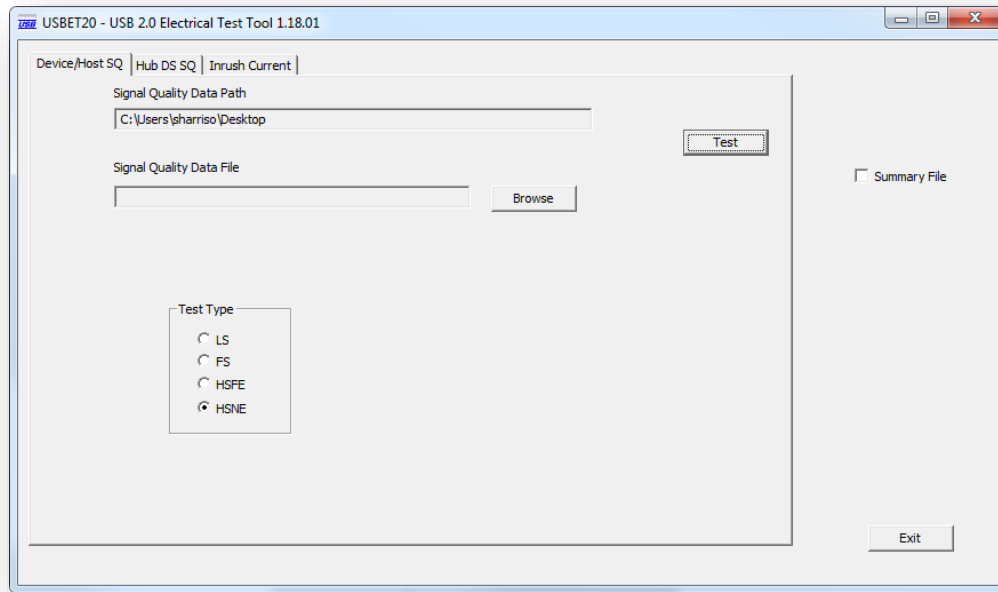 USB USBET20 - USB 2.0 Electrical Test Tool 1.18.01
Device/Host SQ Hub DS SQ Inrush Current
Signal Quality Data Path
C:\Users\sharriso\Desktop
Test
Signal Quality Data File
Summary File
Browse
Test Type
LS
FS
HSFE
HSNE
Exit